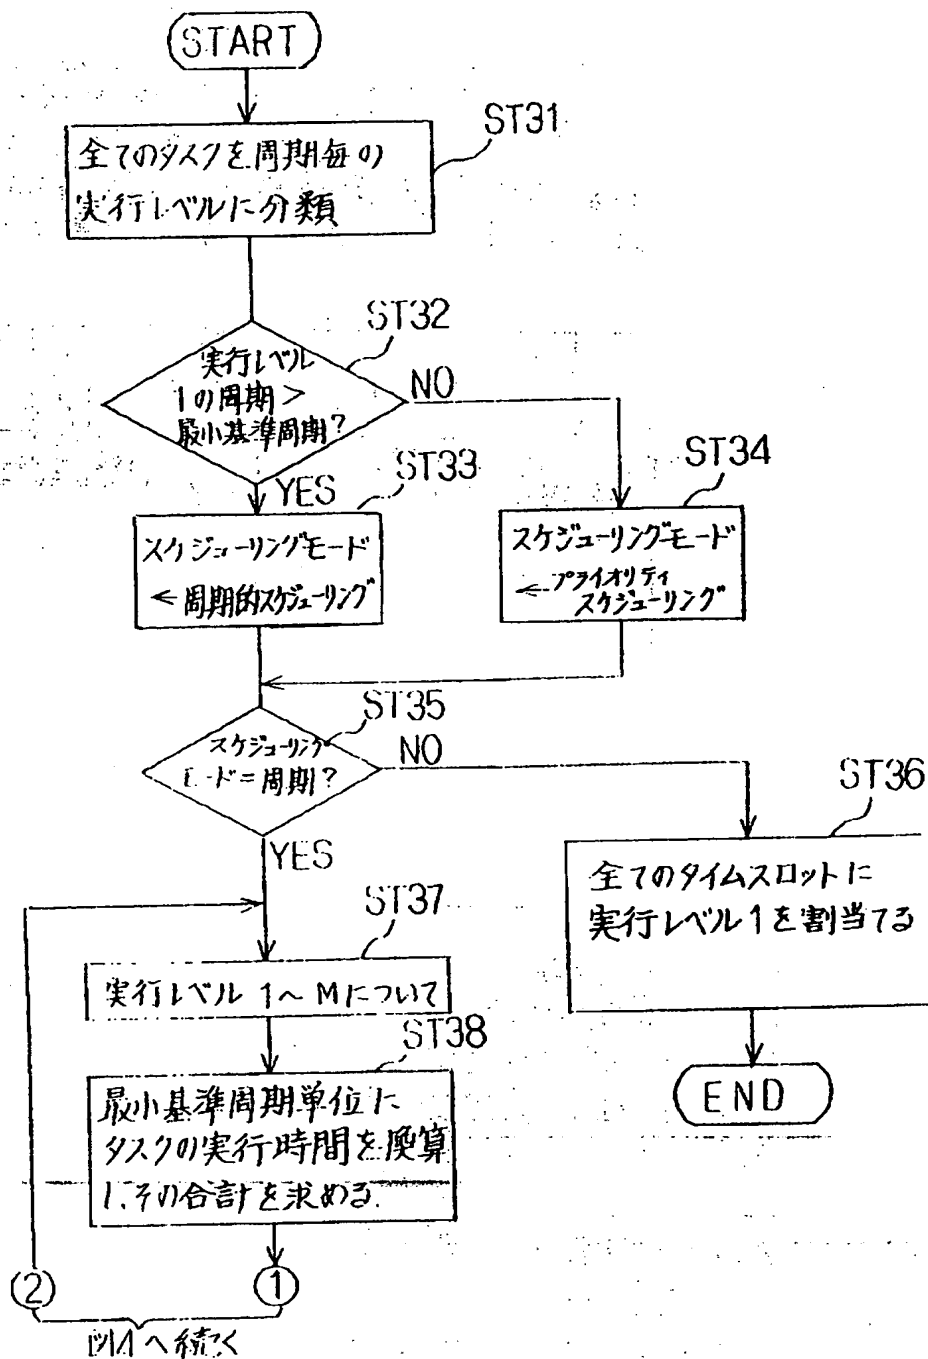 START
ST31
全てのタスクを周期毎の
実行レベルに分類
ST32
実行レベル
1の周期>
最小基準周期?
NO
YES
ST33
スケジューリングモード
← 周期的スケジューリング
ST34
スケジューリングモード
← プライオリティ
スケジューリング
ST35
スケジューリング
モード=周期?
NO
YES
ST36
全てのタイムスロットに
実行レベル1を割当てる
END
ST37
実行レベル 1~Mについて
ST38
最小基準周期単位に
タスクの実行時間を換算
し、その合計を求める.
②
①
へ続く